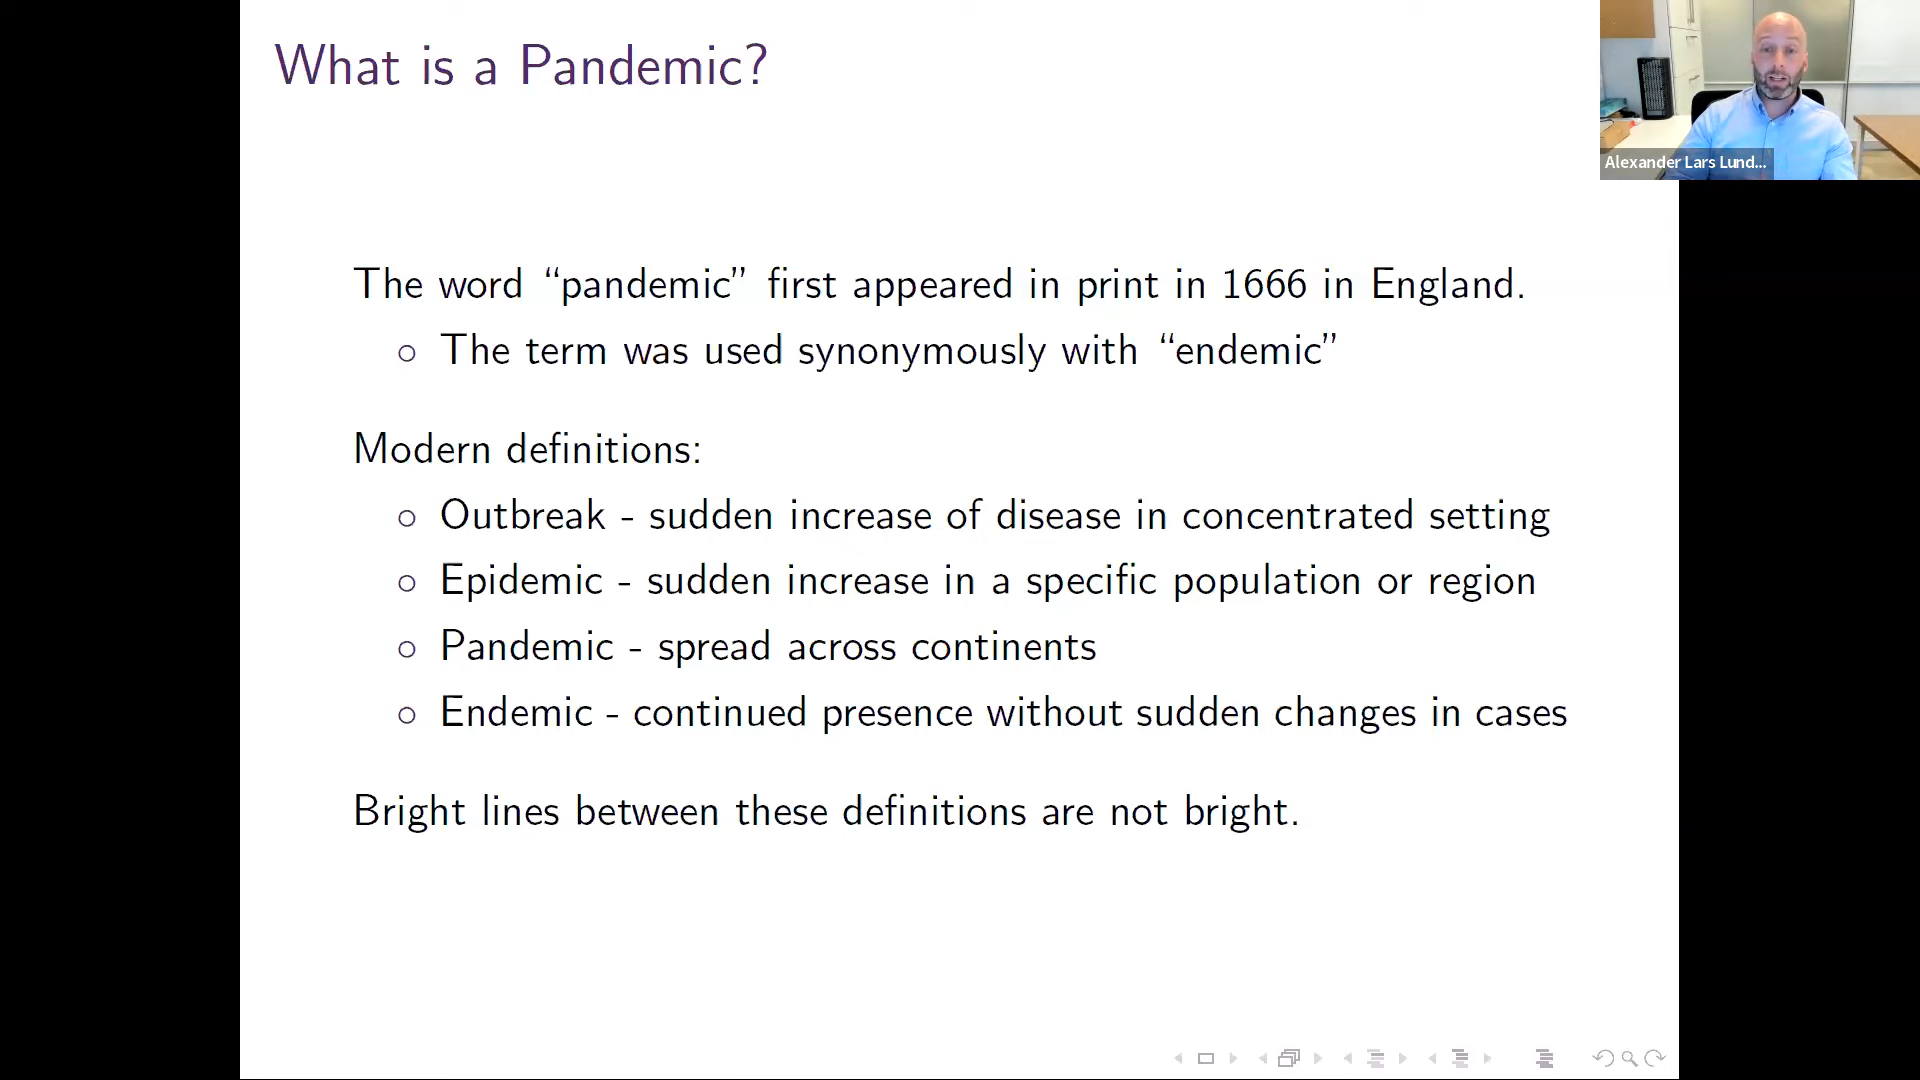 What is a Pandemic?
Alexander Lars Lund...
The word “pandemic” first appeared in print in 1666 in England.
○ The term was used synonymously with “endemic”
Modern definitions:
○ Outbreak - sudden increase of disease in concentrated setting
○ Epidemic - sudden increase in a specific population or region
○ Pandemic - spread across continents
○ Endemic - continued presence without sudden changes in cases
Bright lines between these definitions are not bright.